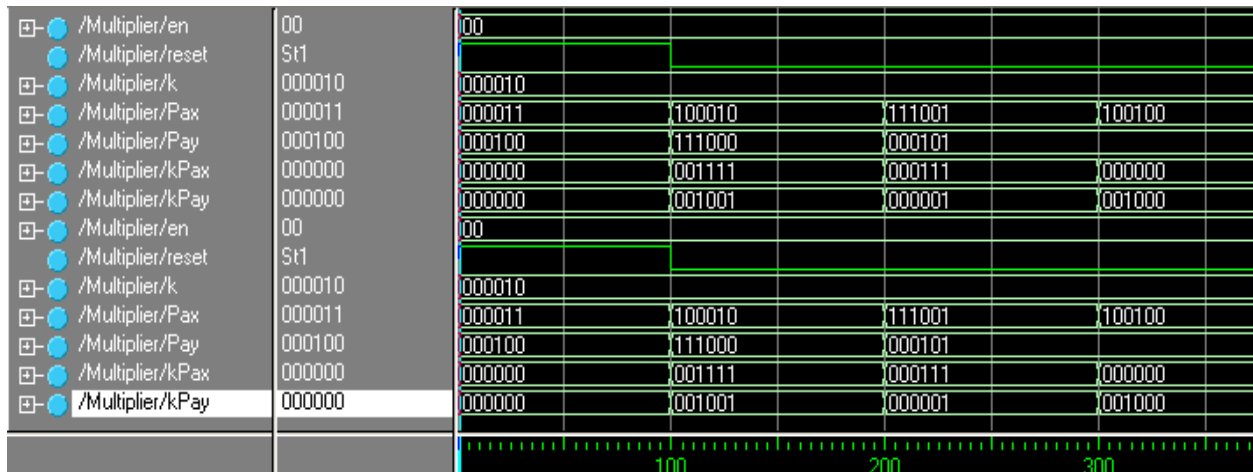 /Multiplier/en 00 00
/Multiplier/reset St1
/Multiplier/k 000010 000010
/Multiplier/Pax 000011 000011 100010 111001 100100
/Multiplier/Pay 000100 000100 111000 000101
/Multiplier/kPax 000000 000000 001111 000111 000000
/Multiplier/kPay 000000 000000 001001 000001 001000
/Multiplier/en 00 00
/Multiplier/reset St1
/Multiplier/k 000010 000010
/Multiplier/Pax 000011 000011 100010 111001 100100
/Multiplier/Pay 000100 000100 111000 000101
/Multiplier/kPax 000000 000000 001111 000111 000000
/Multiplier/kPay 000000 000000 001001 000001 001000
100 200 300